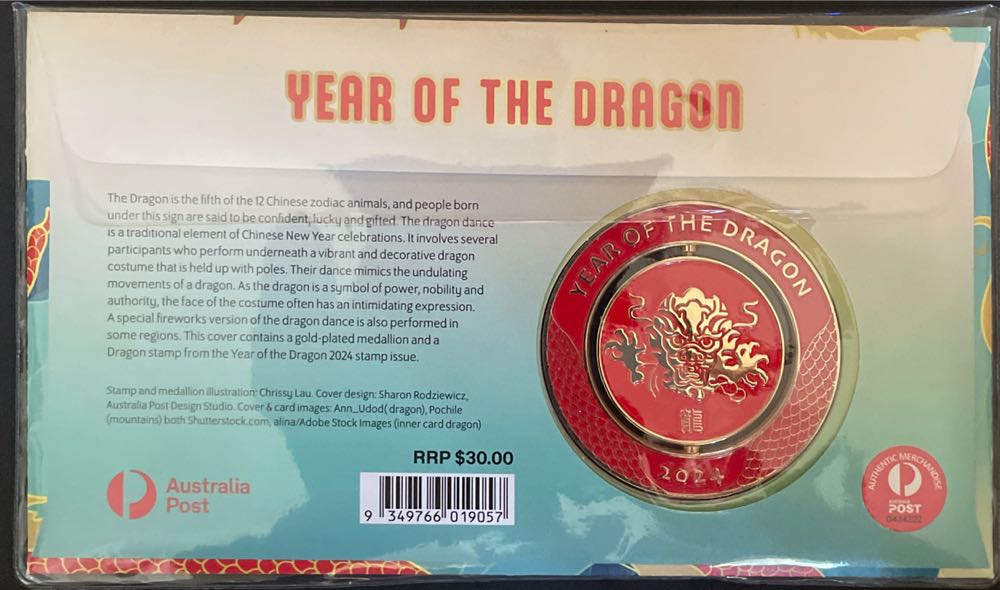 YEAR OF THE DRAGON
The Dragon is the fifth of the 12 Chinese zodiac animals, and people born
under this sign are said to be confident, lucky and gifted. The dragon dance
is a traditional element of Chinese New Year celebrations. It involves several
participants who perform underneath a vibrant and decorative dragon
costume that is held up with poles. Their dance mimics the undulating
movements of a dragon. As the dragon is a symbol of power, nobility and
authority, the face of the costume often has an intimidating expression.
A special fireworks version of the dragon dance is also performed in
some regions. This cover contains a gold-plated medallion and a
Dragon stamp from the Year of the Dragon 2024 stamp issue.
Stamp and medallion illustration: Chrissy Lau. Cover design: Sharon Rodziewicz,
Australia Post Design Studio. Cover & card images: Ann_Udod( dragon), Pochile
(mountains) both Shutterstock.com, alina/Adobe Stock Images (inner card dragon)
RRP $30.00
9 349766 019057
Australia
Post
YEAR OF THE DRAGON
2024
AUTHENTIC MERCHANDISE
AUSTRALIA
POST
0434222